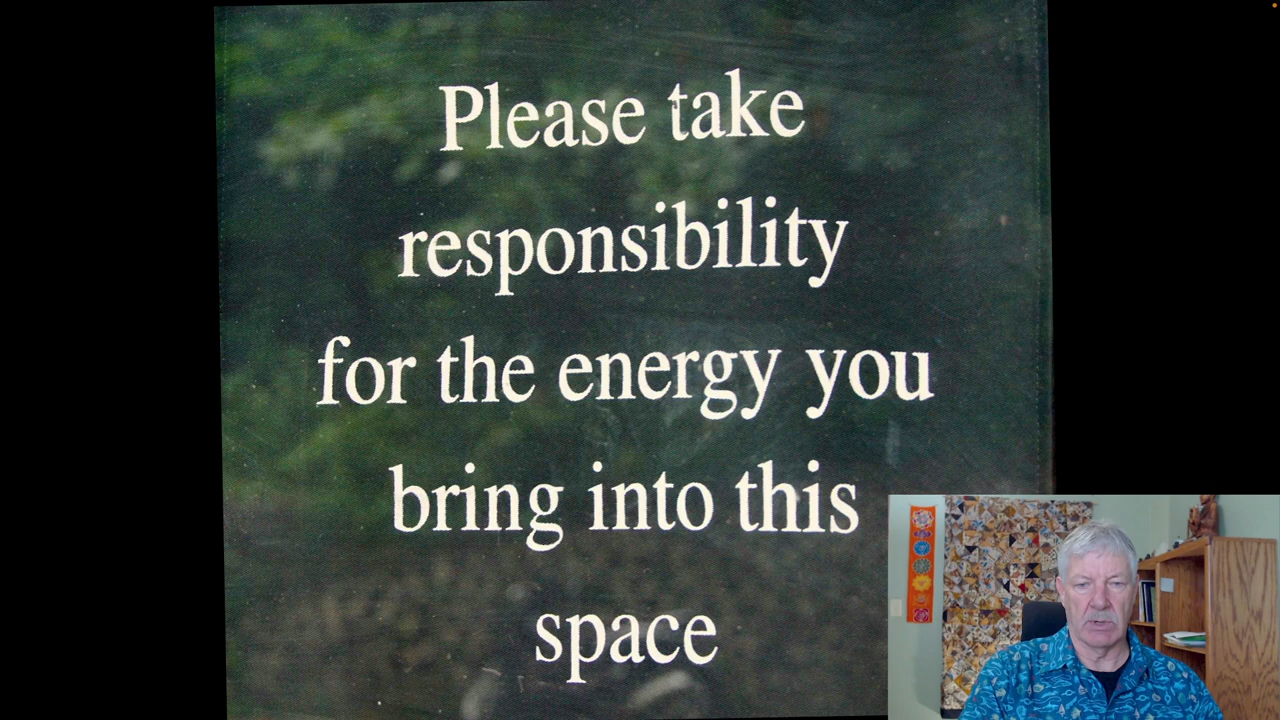 Please take
responsibility
for the energy you
bring into this
space